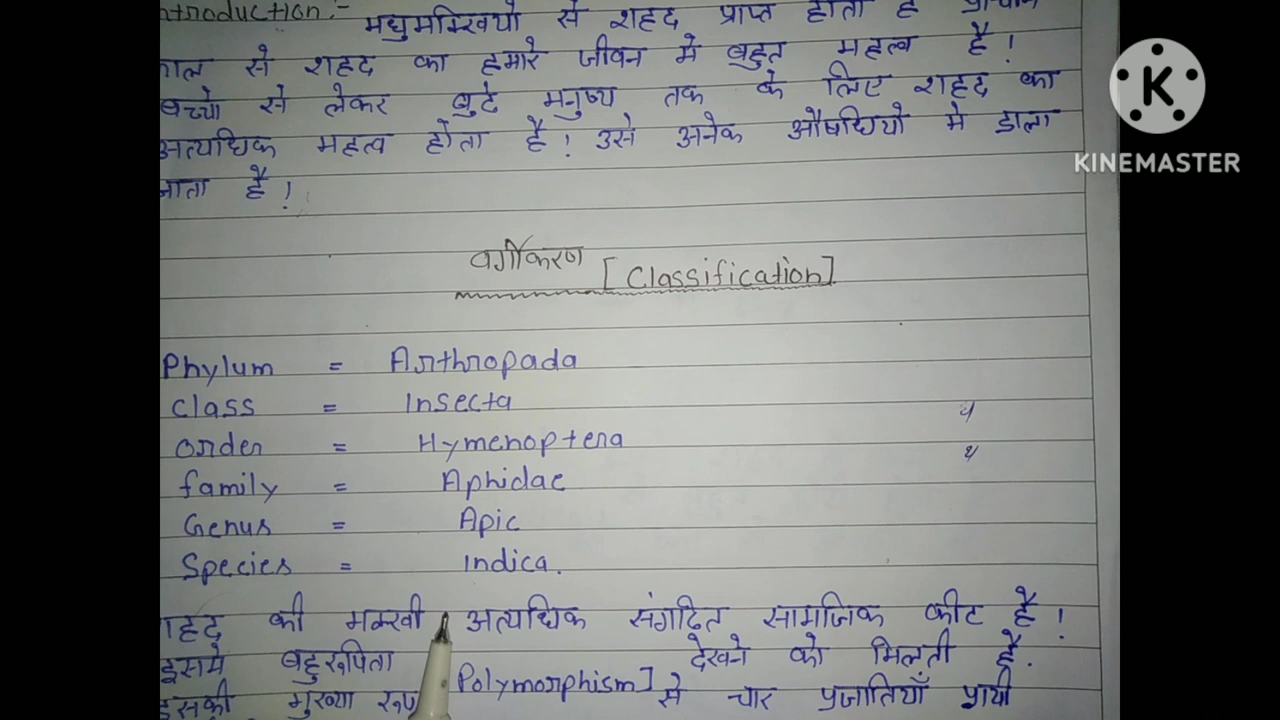 ntroduction:-
मधुमक्खियो से शहद प्राप्त होता है प्राचीन
काल से शहद का हमारे जीवन मे बहुत महत्व है!
बच्चो से लेकर बुढे मनुष्य तक के लिए शहद का
अत्यधिक महत्व होता है! उसे अनेक औषधियो मे डाला
जाता है!
K
KINEMASTER
वर्गीकरण [Classification]
Phylum = Arthropada
Class = Insecta
Order = Hymenoptera
family = Aphidae
Genus = Apic
Species = Indica.
शहद की मक्खी अत्यधिक संगठित सामजिक कीट है!
इसमे बहुरुपिता देखने को मिलती है.
Polymorphism]
इसकी मुख्या रुप से चार प्रजातियाँ पायी